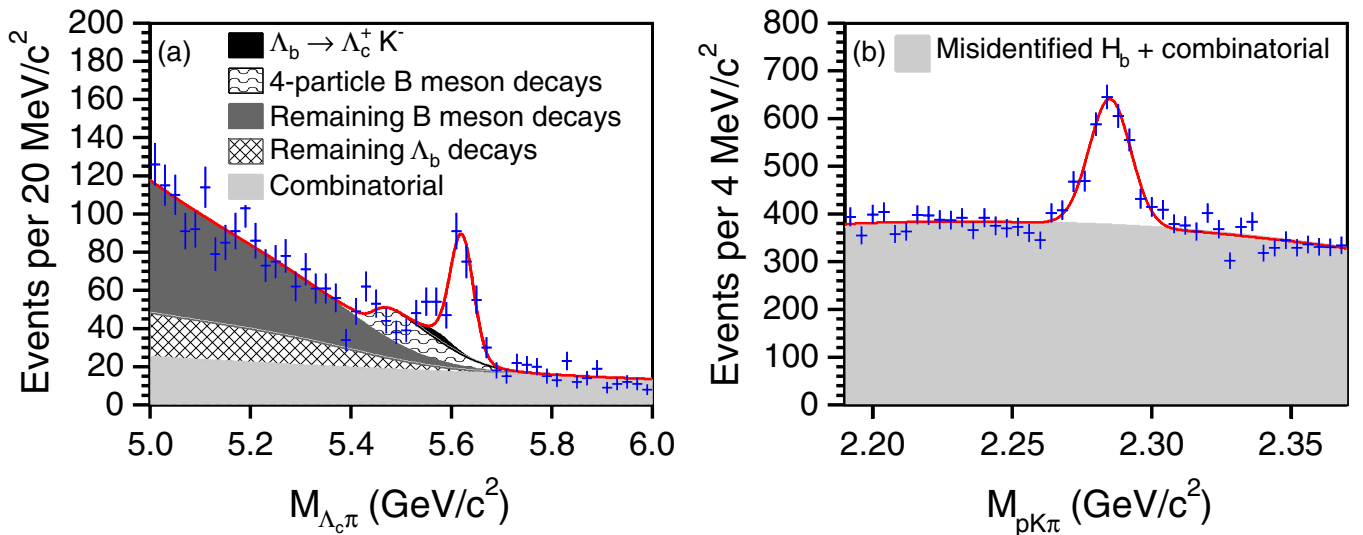 (a)
Λb → Λc+ K-
4-particle B meson decays
Remaining B meson decays
Remaining Λb decays
Combinatorial
Events per 20 MeV/c2
200
180
160
140
120
100
80
60
40
20
0
5.0 5.2 5.4 5.6 5.8 6.0
MΛcπ (GeV/c2)
(b)
Misidentified Hb + combinatorial
Events per 4 MeV/c2
800
700
600
500
400
300
200
100
0
2.20 2.25 2.30 2.35
MpKπ (GeV/c2)